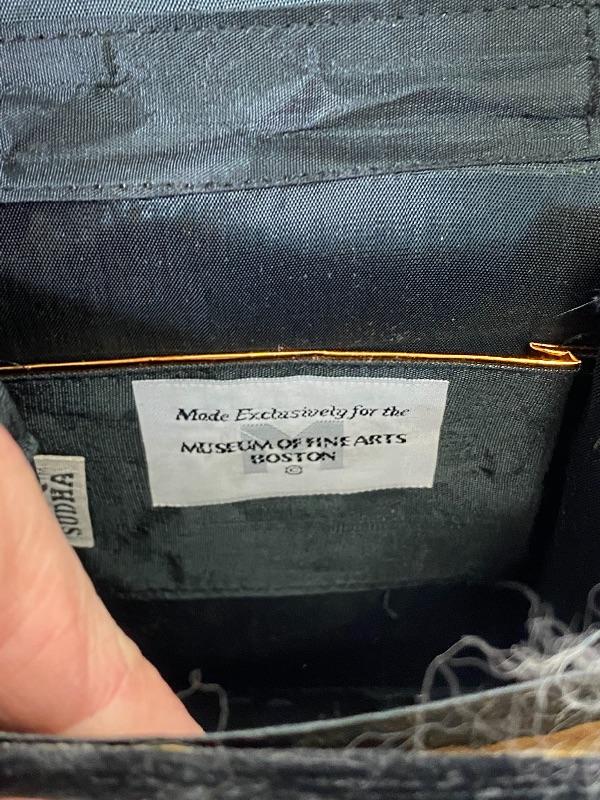 Made Exclusively for the
MUSEUM OF FINE ARTS
BOSTON
©
SUDHA